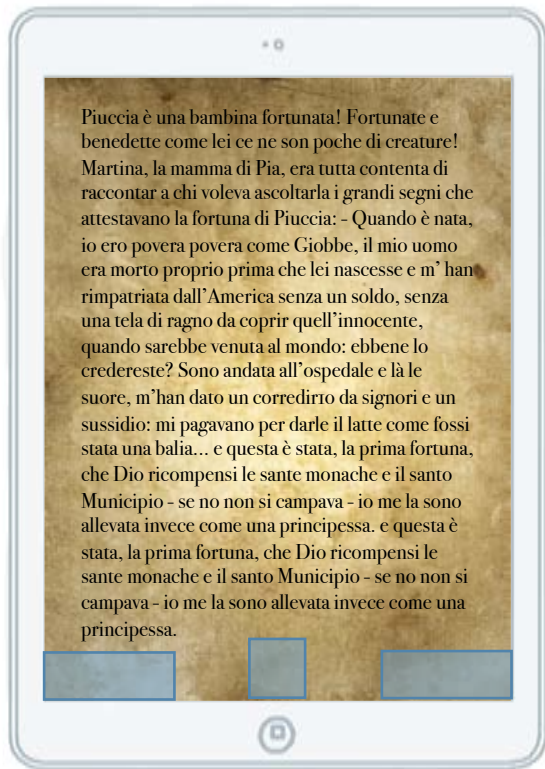 Piuccia è una bambina fortunata! Fortunate e
benedette come lei ce ne son poche di creature!
Martina, la mamma di Pia, era tutta contenta di
raccontar a chi voleva ascoltarla i grandi segni che
attestavano la fortuna di Piuccia: - Quando è nata,
io ero povera povera come Giobbe, il mio uomo
era morto proprio prima che lei nascesse e m' han
rimpatriata dall'America senza un soldo, senza
una tela di ragno da coprir quell'innocente,
quando sarebbe venuta al mondo: ebbene lo
credereste? Sono andata all'ospedale e là le
suore, m'han dato un corredirro da signori e un
sussidio: mi pagavano per darle il latte come fossi
stata una balia... e questa è stata, la prima fortuna,
che Dio ricompensi le sante monache e il santo
Municipio - se no non si campava - io me la sono
allevata invece come una principessa. e questa è
stata, la prima fortuna, che Dio ricompensi le
sante monache e il santo Municipio - se no non si
campava - io me la sono allevata invece come una
principessa.